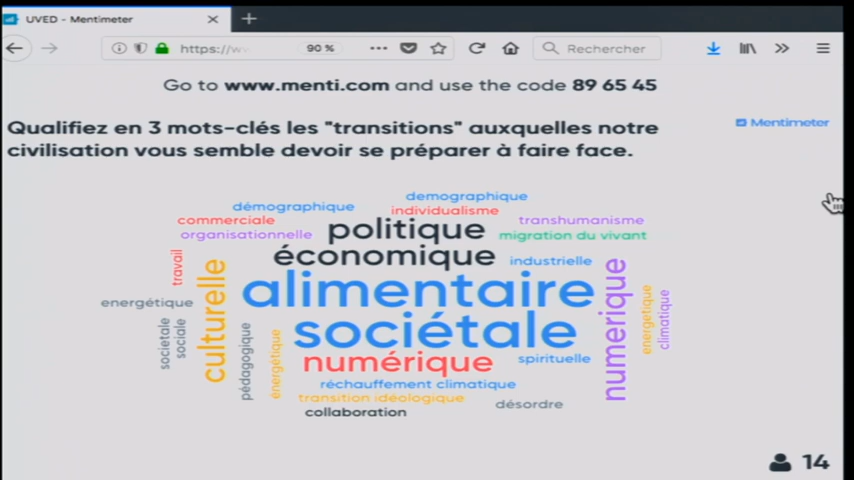 UVED - Mentimeter
https://w
90 %
Rechercher
Go to www.menti.com and use the code 89 65 45
Qualifiez en 3 mots-clés les "transitions" auxquelles notre
civilisation vous semble devoir se préparer à faire face.
Mentimeter
demographique
démographique
individualisme
commerciale
transhumanisme
politique
organisationnelle
migration du vivant
économique
industrielle
travail
culturelle
alimentaire
numerique
energétique
energetique
climatique
societale
sociale
sociétale
pédagogique
énergétique
numérique
spirituelle
réchauffement climatique
transition idéologique
désordre
collaboration
14